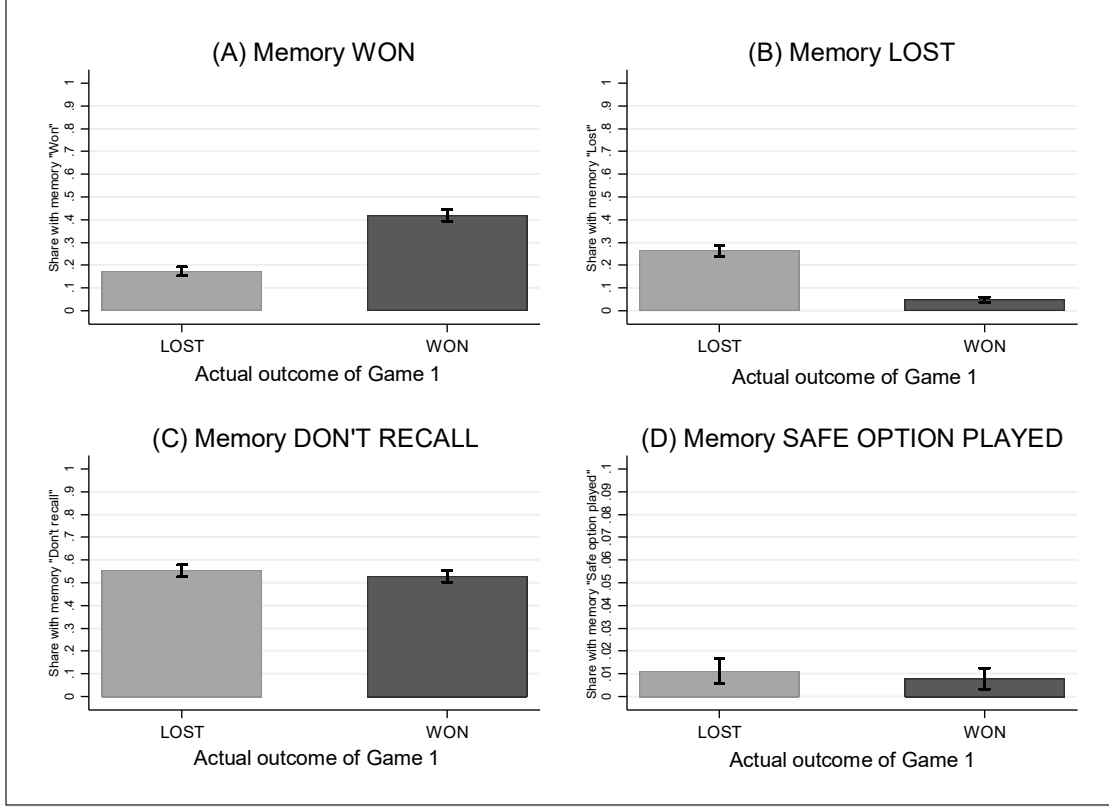 (A) Memory WON
Share with memory "Won"
1
.9
.8
.7
.6
.5
.4
.3
.2
.1
0
LOST WON
Actual outcome of Game 1
(B) Memory LOST
Share with memory "Lost"
1
.9
.8
.7
.6
.5
.4
.3
.2
.1
0
LOST WON
Actual outcome of Game 1
(C) Memory DON'T RECALL
Share with memory "Don't recall"
1
.9
.8
.7
.6
.5
.4
.3
.2
.1
0
LOST WON
Actual outcome of Game 1
(D) Memory SAFE OPTION PLAYED
Share with memory "Safe option played"
.1
.09
.08
.07
.06
.05
.04
.03
.02
.01
0
LOST WON
Actual outcome of Game 1